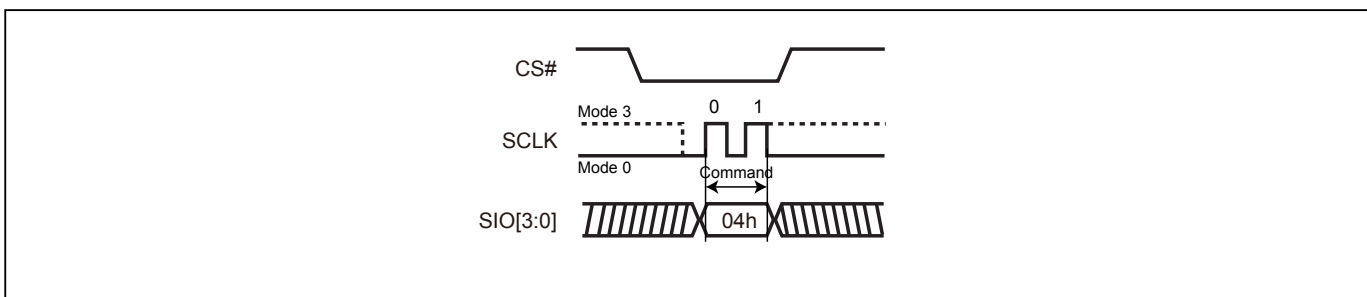 CS#
Mode 3
0 1
SCLK
Mode 0
Command
SIO[3:0]
04h